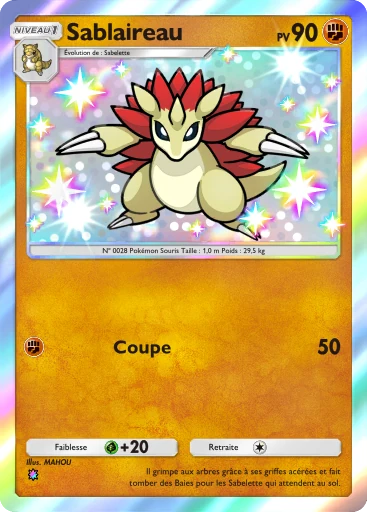 NIVEAU 1
Sablaireau
PV 90
Évolution de : Sabelette
N° 0028 Pokémon Souris Taille : 1,0 m Poids : 29,5 kg
Coupe 50
Faiblesse +20 Retraite
Illus. MAHOU
Il grimpe aux arbres grâce à ses griffes acérées et fait
tomber des Baies pour les Sabelette qui attendent au sol.